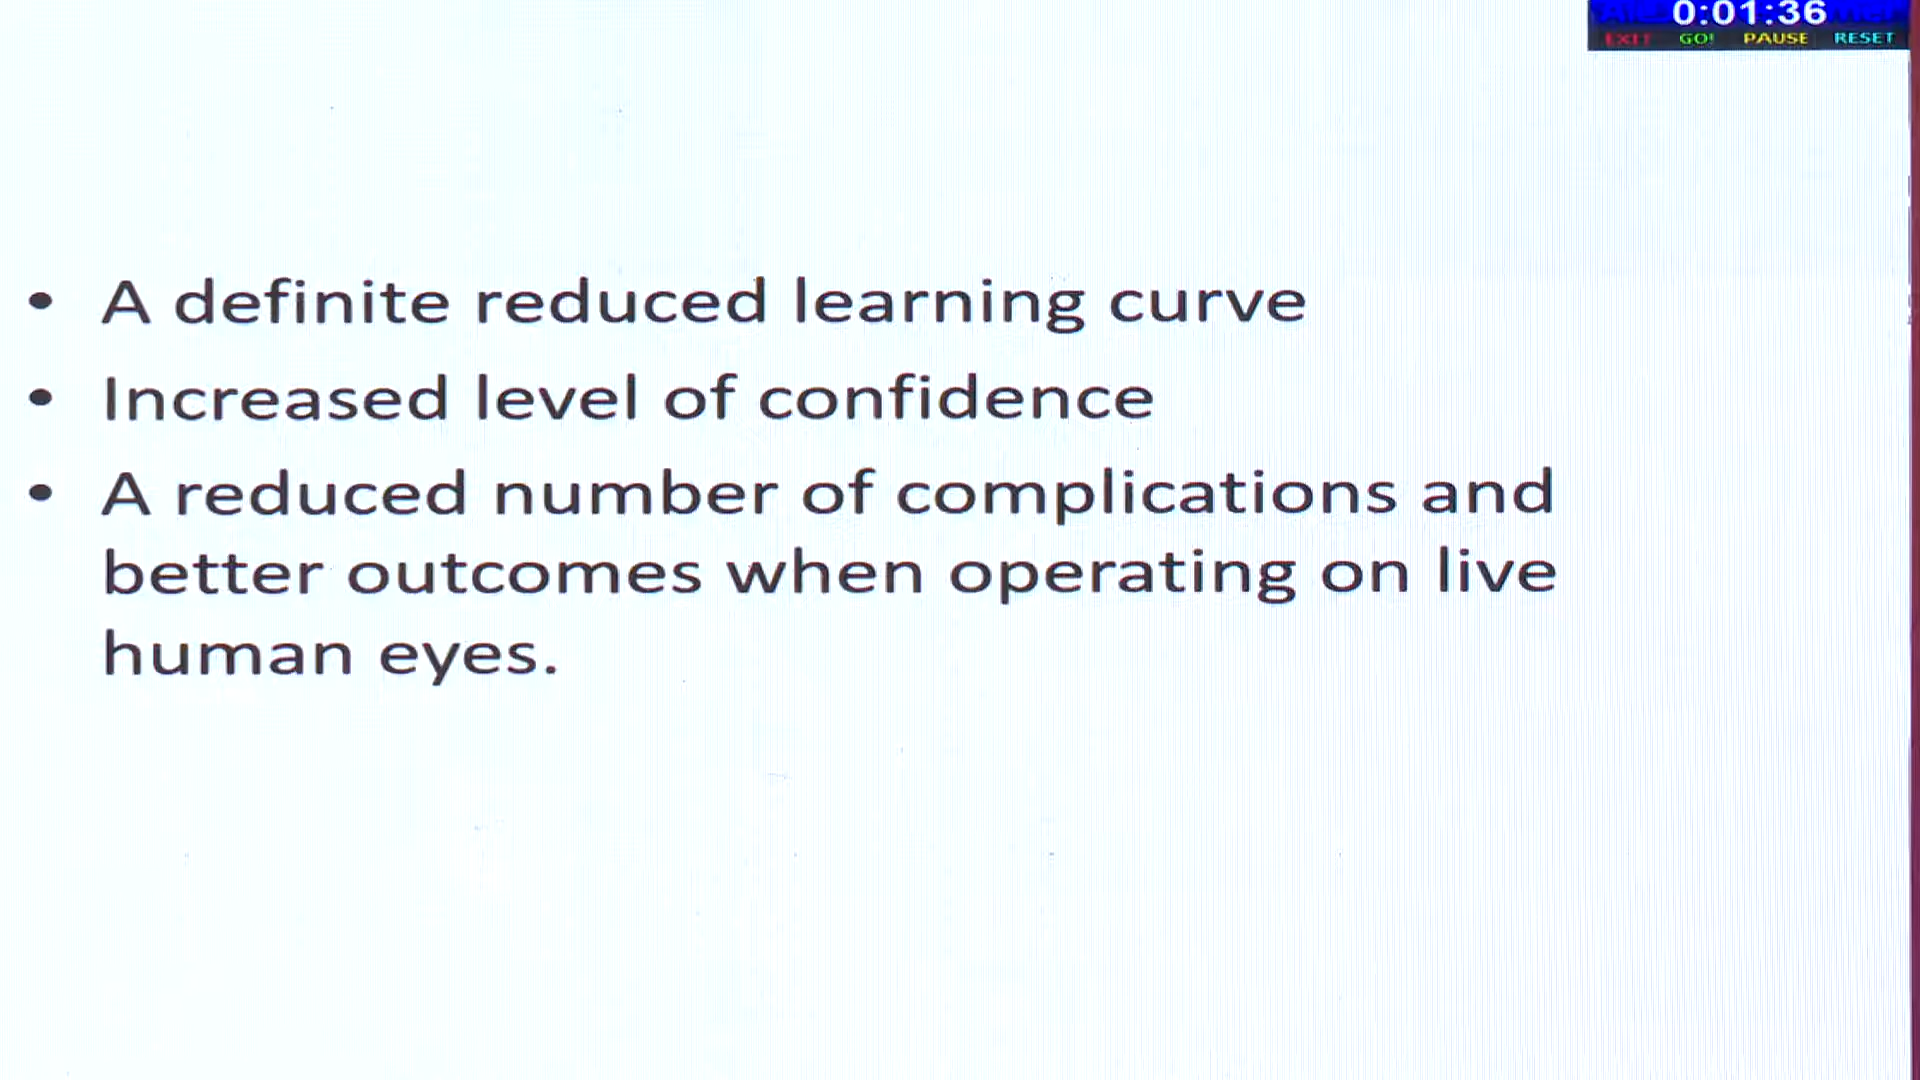 0:01:36
EXIT GO! PAUSE RESET
• A definite reduced learning curve
• Increased level of confidence
• A reduced number of complications and
better outcomes when operating on live
human eyes.